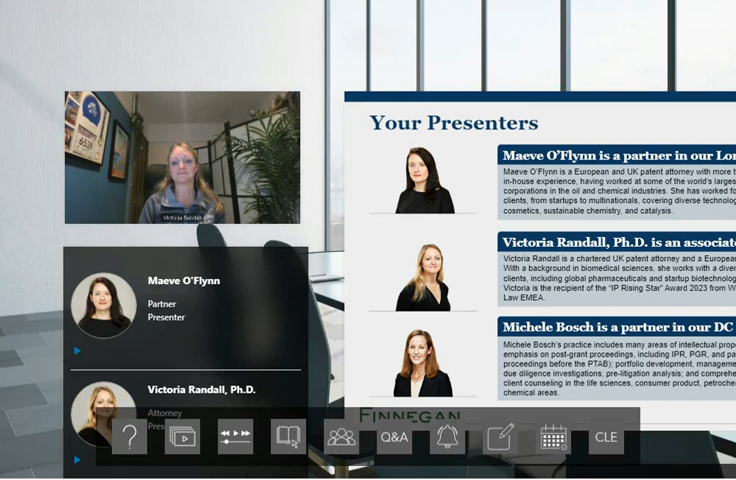 Your Presenters
Maeve O'Flynn is a partner in our Lon
Maeve O'Flynn is a European and UK patent attorney with more t
in-house experience, having worked at some of the world's larges
corporations in the oil and chemical industries. She has worked fo
clients, from startups to multinationals, covering diverse technolog
cosmetics, sustainable chemistry, and catalysis.
Victoria Randall, Ph.D. is an associate
Victoria Randall is a chartered UK patent attorney and a European
With a background in biomedical sciences, she works with a diver
clients, including global pharmaceuticals and startup biotechnolog
Victoria is the recipient of the "IP Rising Star" Award 2023 from W
Law EMEA.
Michele Bosch is a partner in our DC
Michele Bosch's practice includes many areas of intellectual prope
emphasis on post-grant proceedings, including IPR, PGR, and pa
proceedings before the PTAB); portfolio development, manageme
due diligence investigations; pre-litigation analysis; and comprehe
client counseling in the life sciences, consumer product, petroche
chemical areas.
FINNEGAN
6538
Victoria Randall
Maeve O'Flynn
Partner
Presenter
Victoria Randall, Ph.D.
Attorney
Pres
?
Q&A
CLE